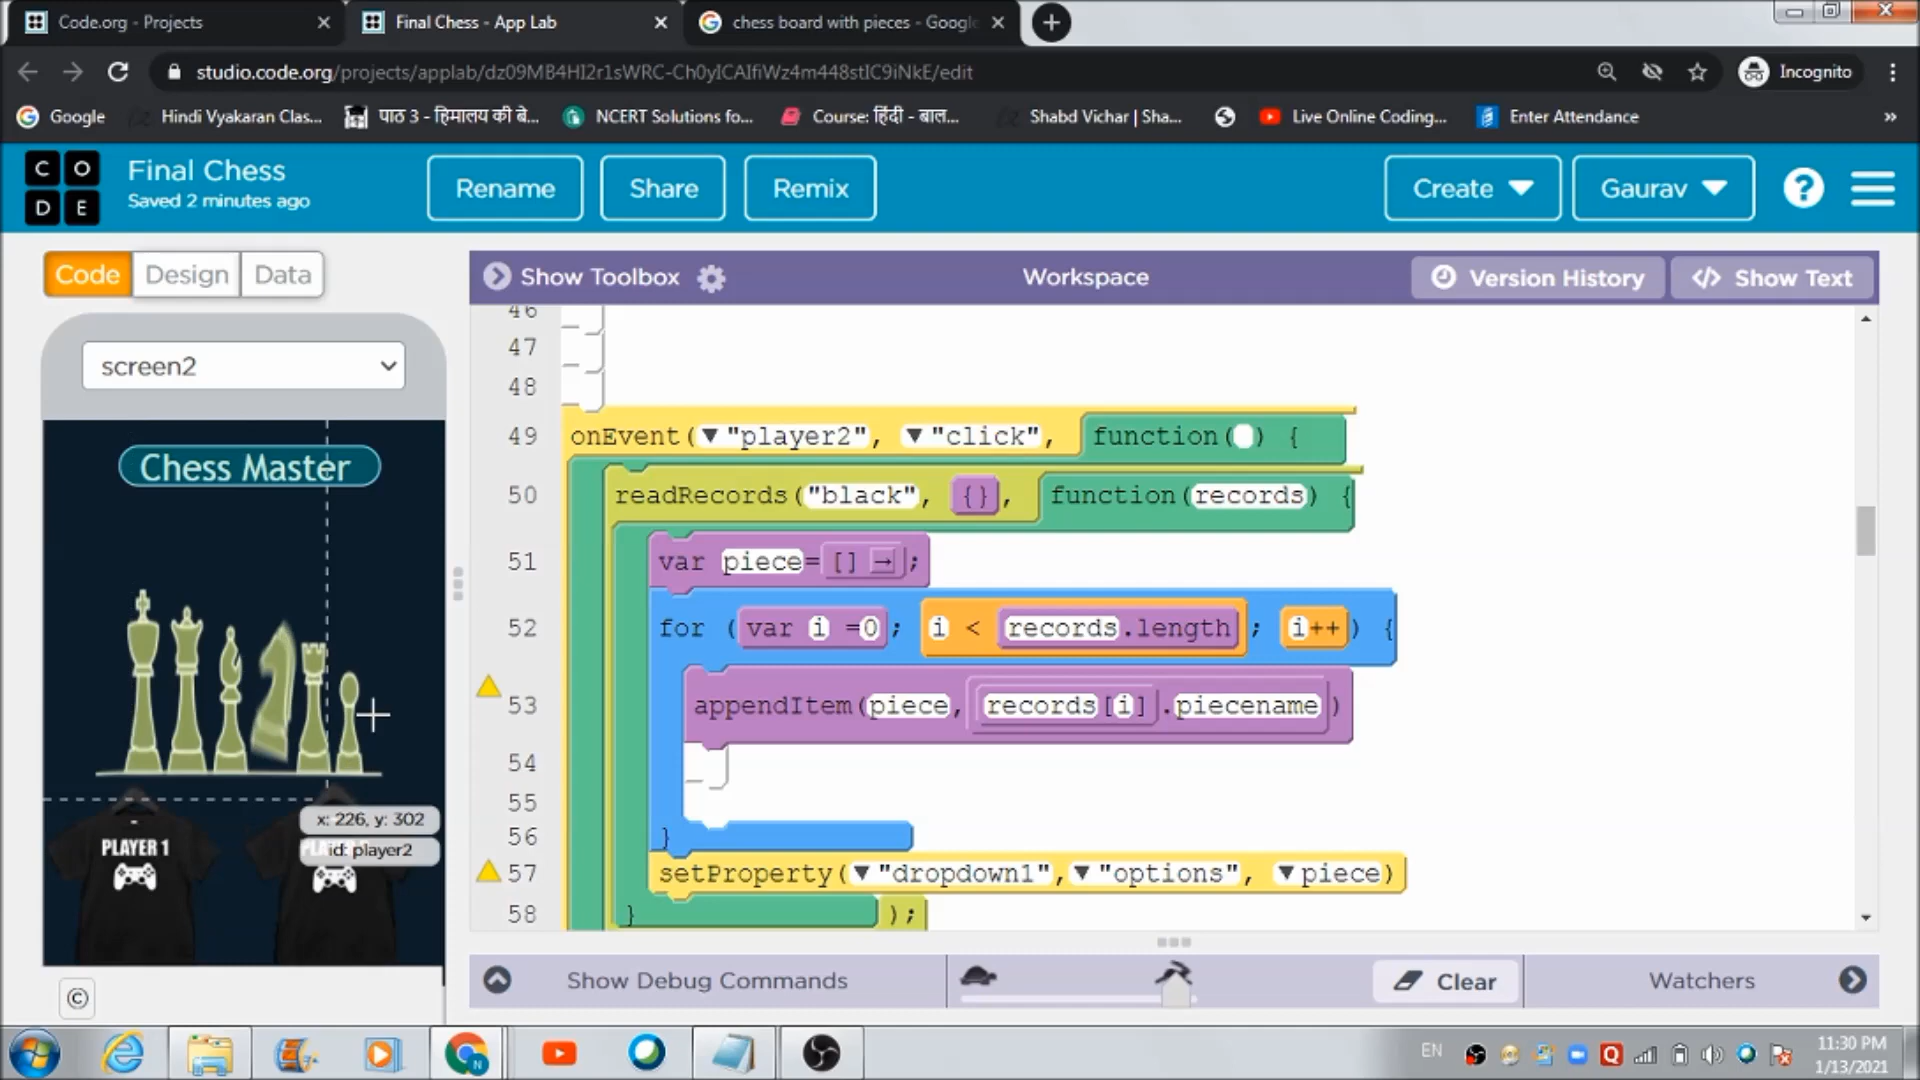 Code.org - Projects
Final Chess - App Lab
chess board with pieces - Google
studio.code.org/projects/applab/dz09MB4HI2r1sWRC-Ch0yICAIfiWz4m448stIC9iNkE/edit
Incognito
Google
Hindi Vyakaran Clas...
पाठ 3 - हिमालय की बे...
NCERT Solutions fo...
Course: हिंदी - बाल...
Shabd Vichar | Sha...
Live Online Coding...
Enter Attendance
»
C O
D E
Final Chess
Saved 2 minutes ago
Rename
Share
Remix
Create
Gaurav
?
Code
Design
Data
Show Toolbox
Workspace
Version History
</> Show Text
screen2
Chess Master
x: 226, y: 302
id: player2
PLAYER 1
46
47
48
49 onEvent(▼"player2", ▼"click", function( ) {
50 readRecords("black", {}, function(records) {
51 var piece=[] →;
52 for (var i =0; i < records.length; i++) {
53 appendItem(piece, records[i].piecename)
54
55
56 }
57 setProperty(▼"dropdown1",▼"options", ▼piece)
58 } );
©
Show Debug Commands
Clear
Watchers
EN
11:30 PM
1/13/2021